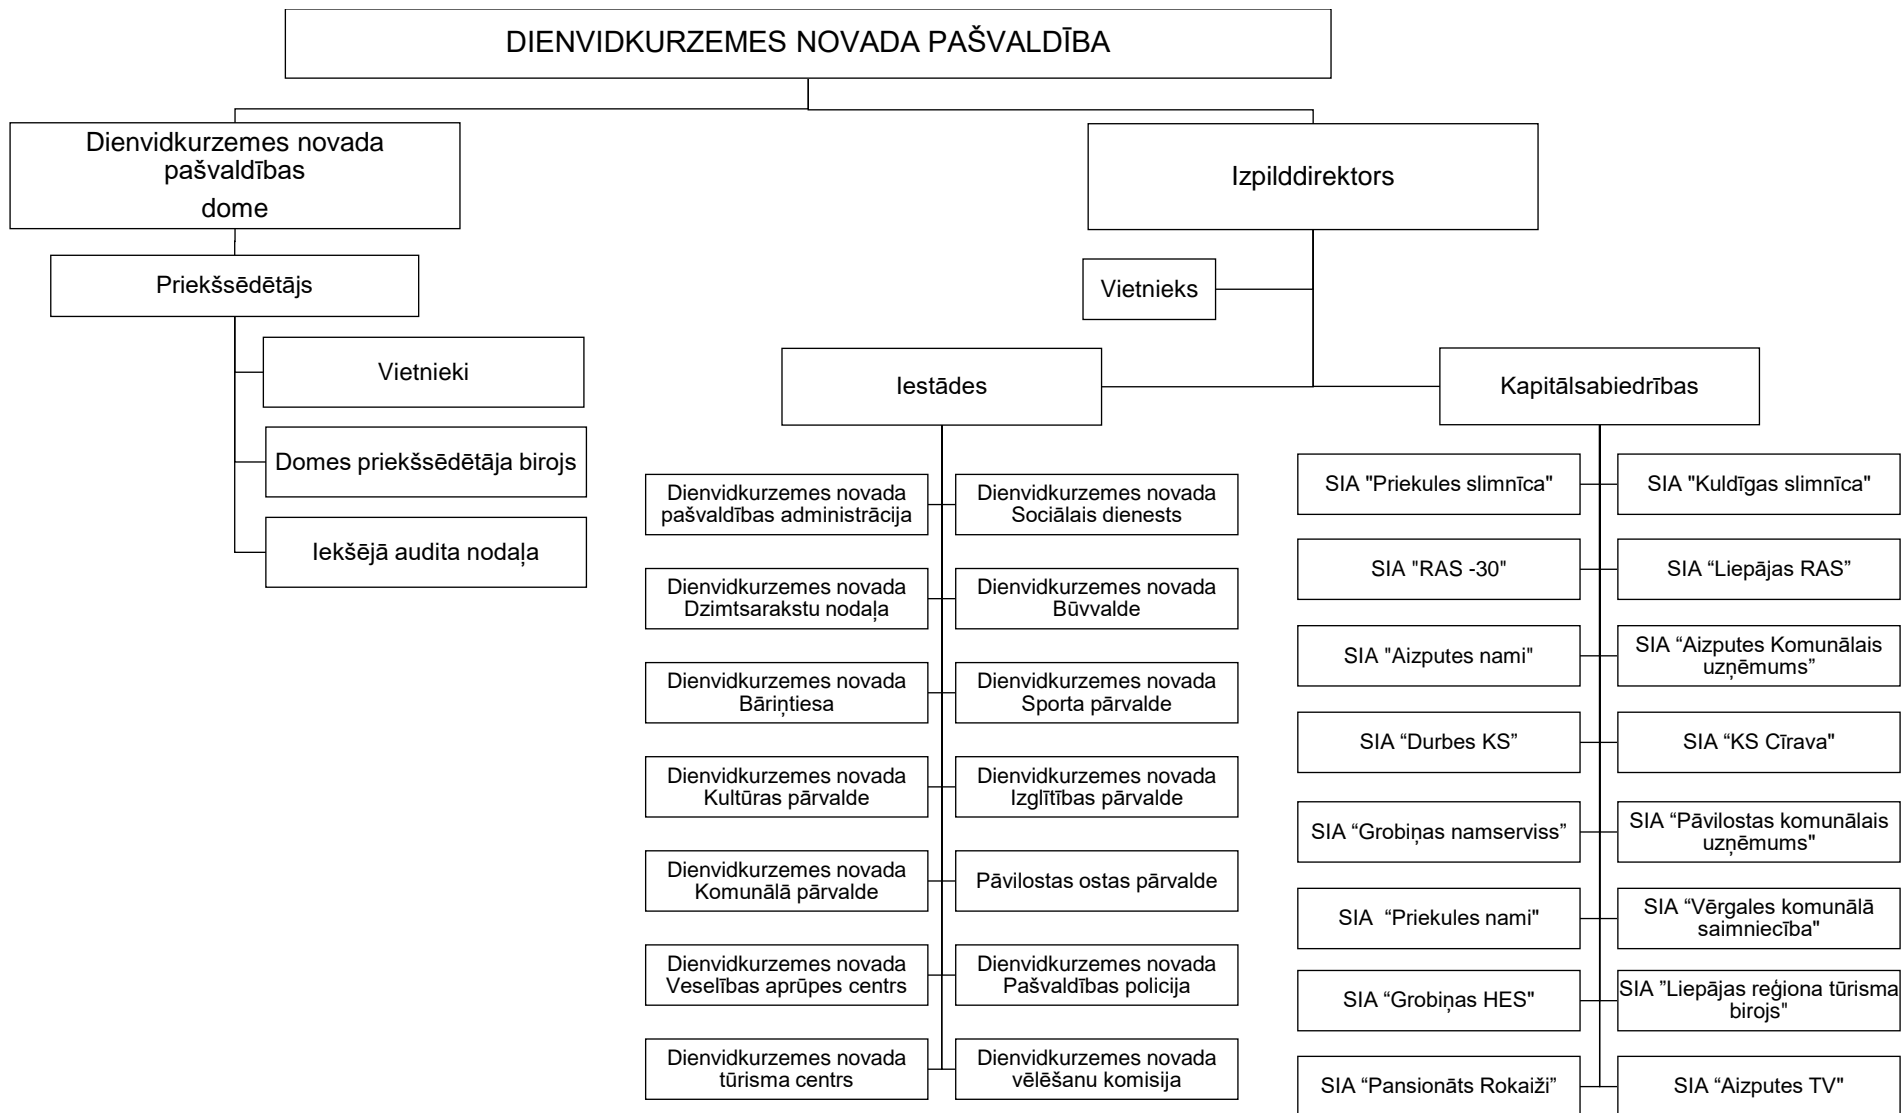 DIENVIDKURZEMES NOVADA PAŠVALDĪBA
Dienvidkurzemes novada
pašvaldības
dome
Izpilddirektors
Priekšsēdētājs
Vietnieks
Vietnieki
Domes priekšsēdētāja birojs
Iekšējā audita nodaļa
Iestādes
Kapitālsabiedrības
Dienvidkurzemes novada
pašvaldības administrācija
Dienvidkurzemes novada
Sociālais dienests
Dienvidkurzemes novada
Dzimtsarakstu nodaļa
Dienvidkurzemes novada
Būvvalde
Dienvidkurzemes novada
Bāriņtiesa
Dienvidkurzemes novada
Sporta pārvalde
Dienvidkurzemes novada
Kultūras pārvalde
Dienvidkurzemes novada
Izglītības pārvalde
Dienvidkurzemes novada
Komunālā pārvalde
Pāvilostas ostas pārvalde
Dienvidkurzemes novada
Veselības aprūpes centrs
Dienvidkurzemes novada
Pašvaldības policija
Dienvidkurzemes novada
tūrisma centrs
Dienvidkurzemes novada
vēlēšanu komisija
SIA "Priekules slimnīca"
SIA "Kuldīgas slimnīca"
SIA "RAS -30"
SIA “Liepājas RAS”
SIA "Aizputes nami"
SIA “Aizputes Komunālais
uzņēmums”
SIA “Durbes KS”
SIA “KS Cīrava"
SIA “Grobiņas namserviss”
SIA “Pāvilostas komunālais
uzņēmums"
SIA “Priekules nami"
SIA “Vērgales komunālā
saimniecība"
SIA “Grobiņas HES"
SIA ”Liepājas reģiona tūrisma
birojs"
SIA “Pansionāts Rokaiži”
SIA “Aizputes TV"